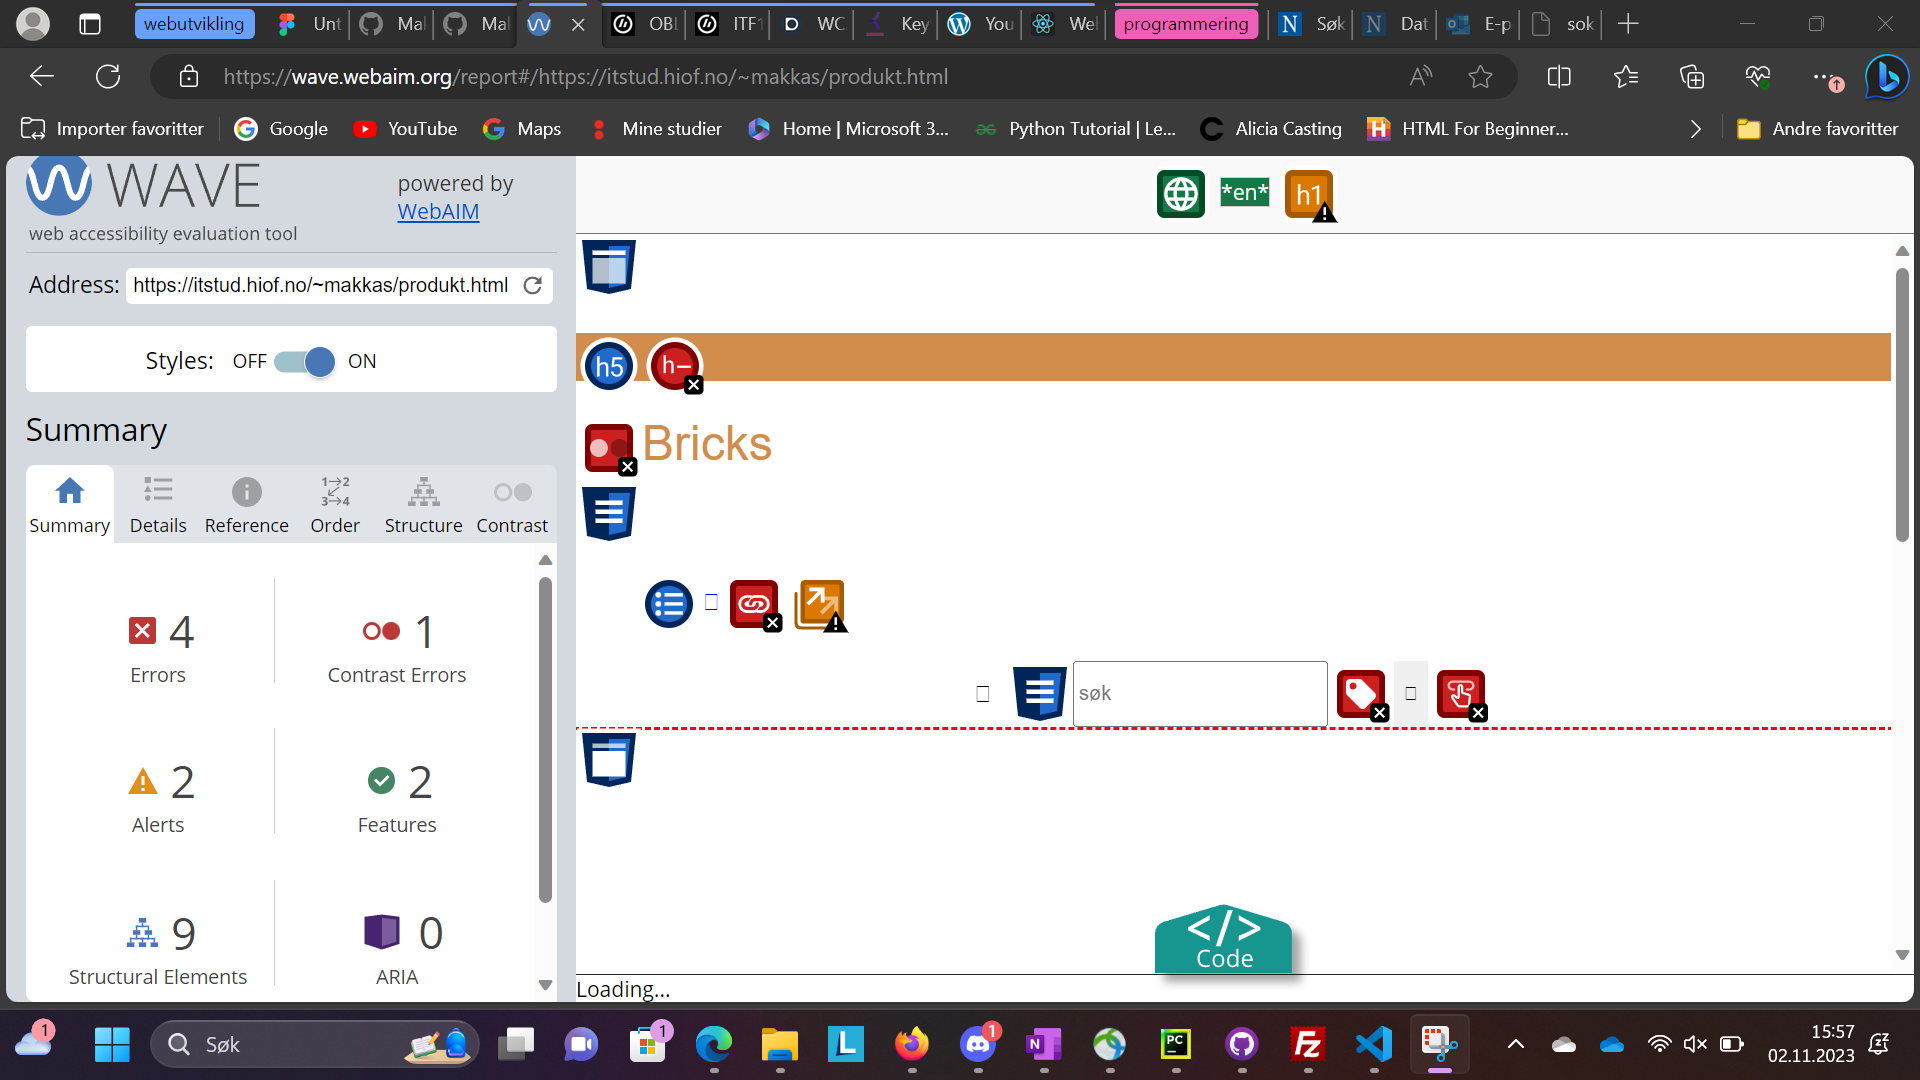 webutvikling
Unt
Mal
Mal
OBL
ITF1
WC
Key
You
Wel
programmering
Søk
Dat
E-p
sok
https://wave.webaim.org/report#/https://itstud.hiof.no/~makkas/produkt.html
Importer favoritter
Google
YouTube
Maps
Mine studier
Home | Microsoft 3...
Python Tutorial | Le...
Alicia Casting
HTML For Beginner...
Andre favoritter
WAVE
powered by
WebAIM
web accessibility evaluation tool
Address: https://itstud.hiof.no/~makkas/produkt.html
Styles: OFF ON
Summary
Summary Details Reference Order Structure Contrast
4
Errors
1
Contrast Errors
2
Alerts
2
Features
9
Structural Elements
0
ARIA
*en* h1
h5 h-
Bricks
søk
</>
Code
Loading...
1
Søk
1
1
15:57
02.11.2023